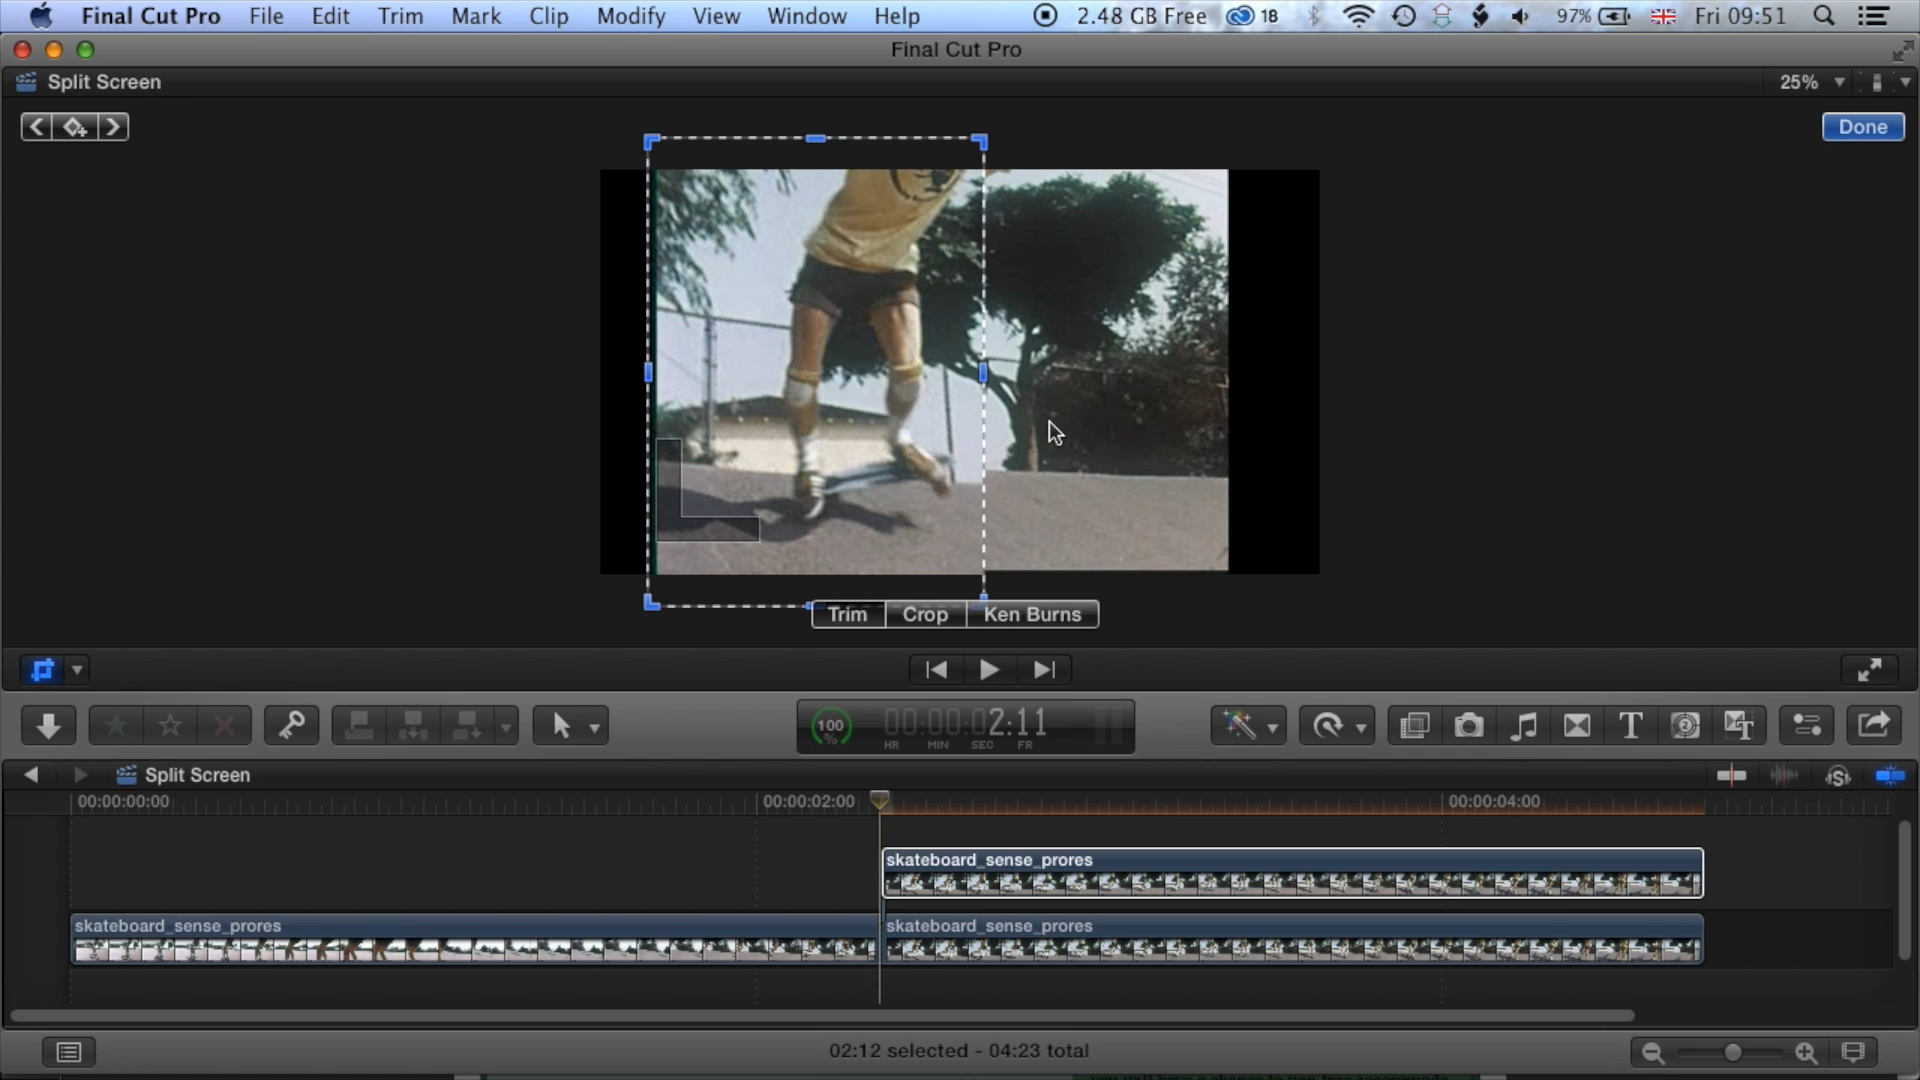 Final Cut Pro File Edit Trim Mark Clip Modify View Window Help 2.48 GB Free 18 97% Fri 09:51
Final Cut Pro
Split Screen 25%
Done
Trim Crop Ken Burns
100 % 00:00:02:11
HR MIN SEC FR
Split Screen
00:00:00:00 00:00:02:00 00:00:04:00
skateboard_sense_prores
skateboard_sense_prores skateboard_sense_prores
02:12 selected - 04:23 total